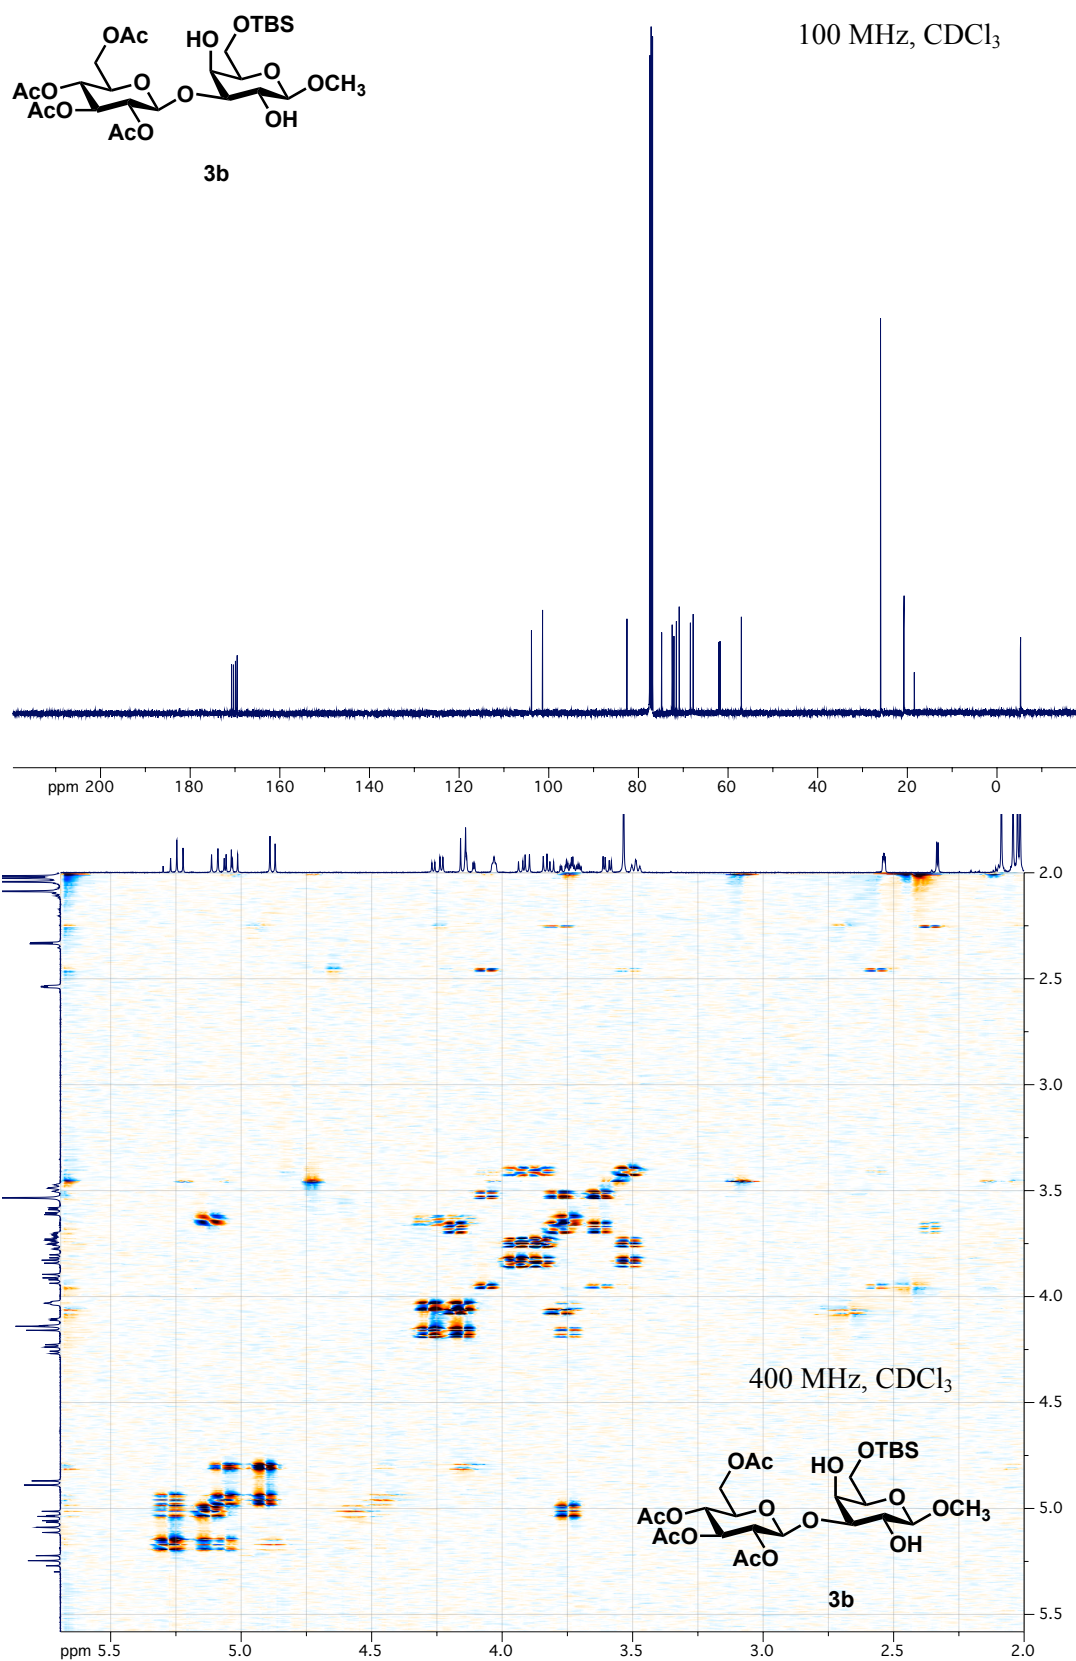 OTBS
OAc
HO
O
O
AcO
O
OCH3
AcO
OH
AcO
3b
100 MHz, CDCl3
ppm 200 180 160 140 120 100 80 60 40 20 0
2.0
2.5
3.0
3.5
4.0
400 MHz, CDCl3
4.5
OTBS
OAc
HO
O
O
5.0
AcO
O
OCH3
AcO
OH
AcO
3b
5.5
ppm 5.5 5.0 4.5 4.0 3.5 3.0 2.5 2.0